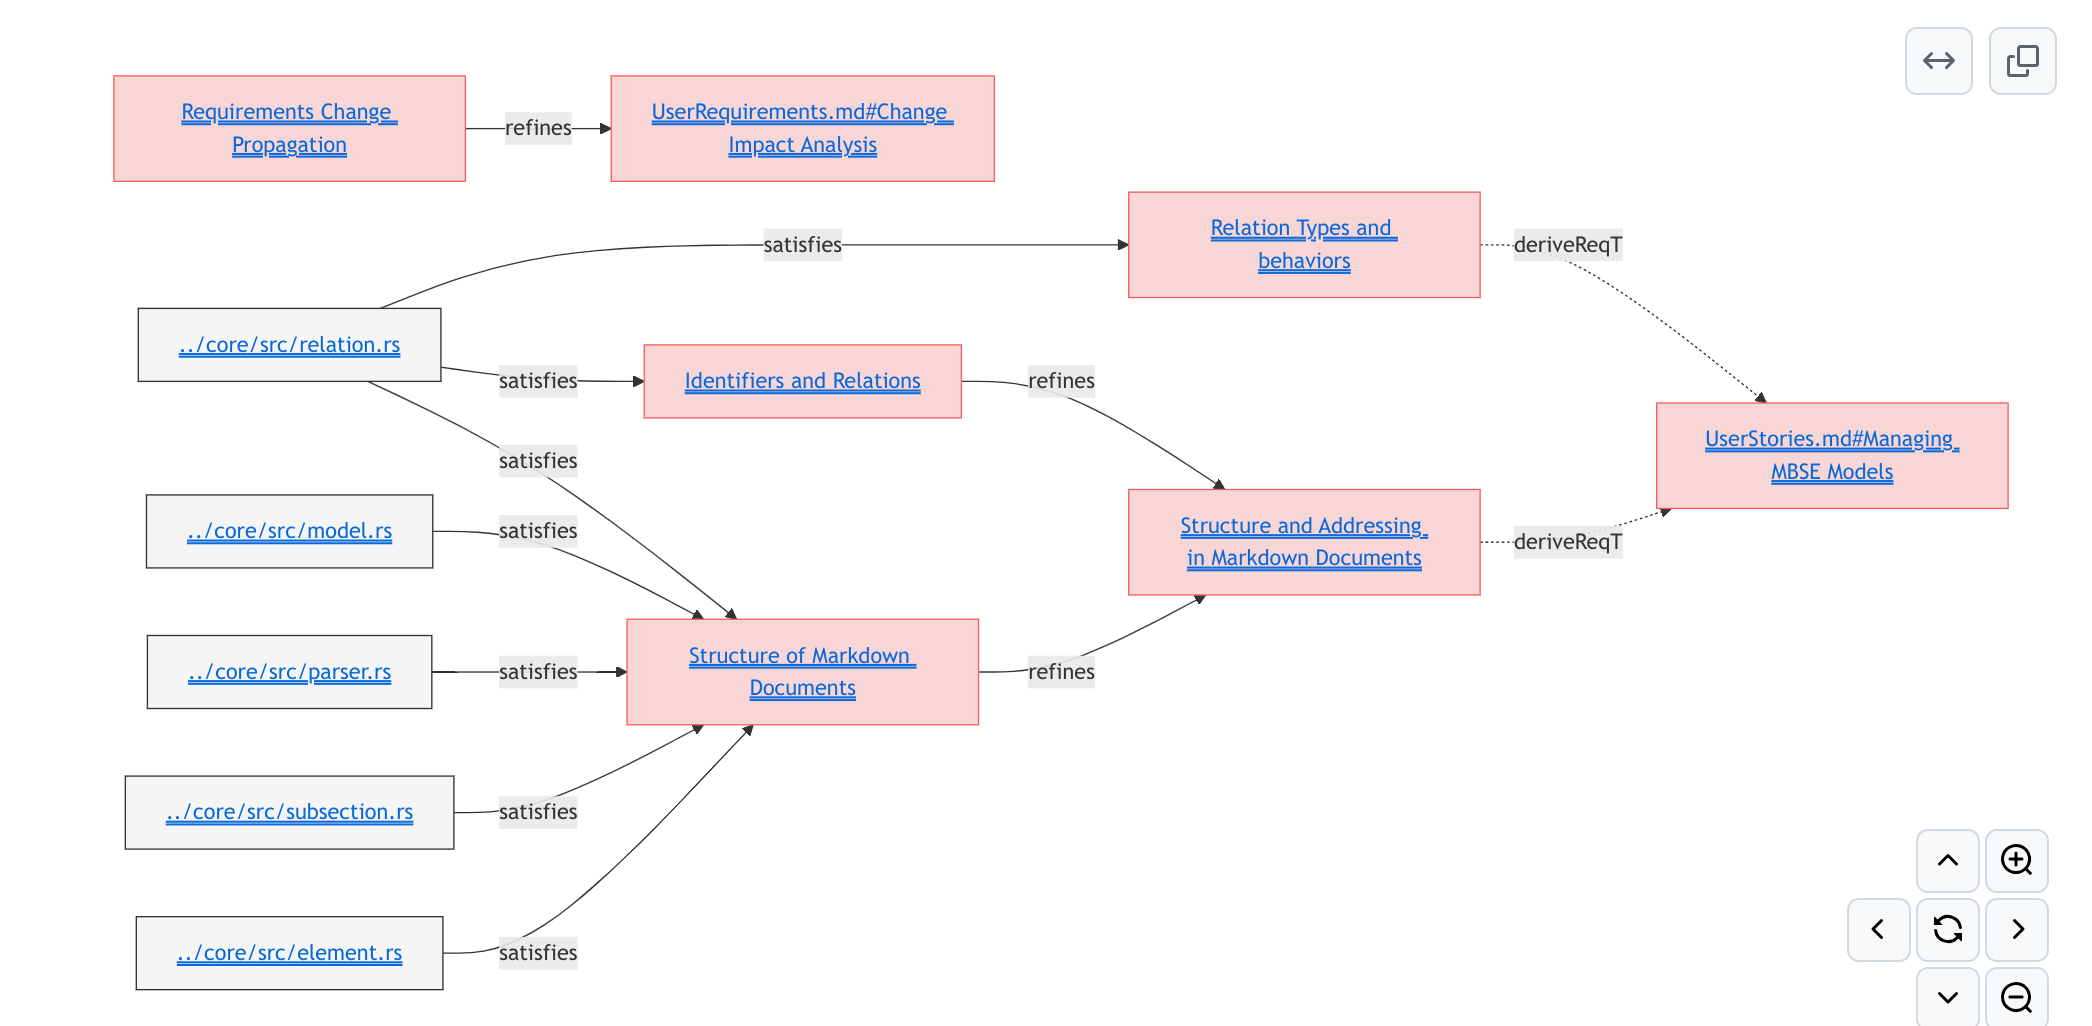 Requirements Change
Propagation
refines
UserRequirements.md#Change
Impact Analysis
satisfies
Relation Types and
behaviors
deriveReqT
../core/src/relation.rs
satisfies
Identifiers and Relations
refines
satisfies
UserStories.md#Managing
MBSE Models
../core/src/model.rs
satisfies
Structure and Addressing
in Markdown Documents
deriveReqT
../core/src/parser.rs
satisfies
Structure of Markdown
Documents
refines
../core/src/subsection.rs
satisfies
../core/src/element.rs
satisfies